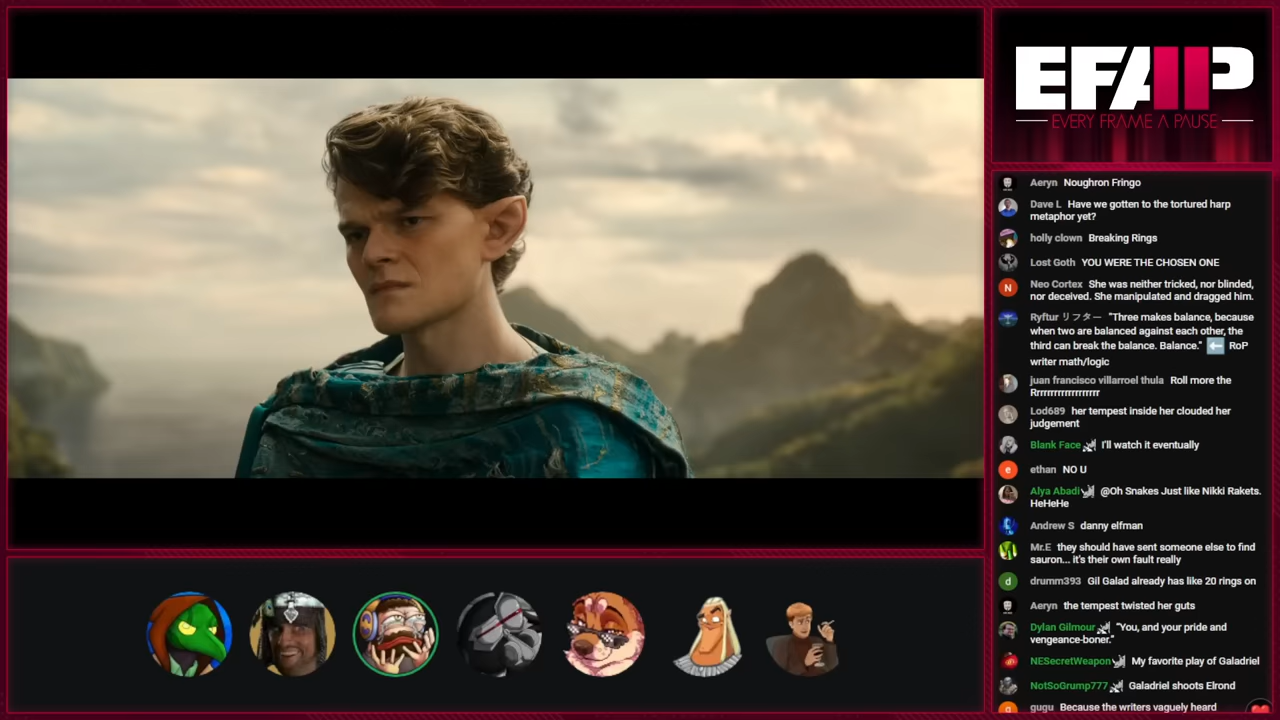 EFAP
EVERY FRAME A PAUSE
Aeryn Noughron Fringo
Dave L Have we gotten to the tortured harp
metaphor yet?
holly clown Breaking Rings
Lost Goth YOU WERE THE CHOSEN ONE
N
Neo Cortex She was neither tricked, nor blinded,
nor deceived. She manipulated and dragged him.
Ryftur リフター "Three makes balance, because
when two are balanced against each other, the
third can break the balance. Balance." ⬅ RoP
writer math/logic
juan francisco villarroel thula Roll more the
Rrrrrrrrrrrrrrrrrr
Lod689 her tempest inside her clouded her
judgement
Blank Face I'll watch it eventually
e
ethan NO U
Alya Abadi @Oh Snakes Just like Nikki Rakets.
HeHeHe
Andrew S danny elfman
Mr.E they should have sent someone else to find
sauron... it's their own fault really
d
drumm393 Gil Galad already has like 20 rings on
Aeryn the tempest twisted her guts
Dylan Gilmour "You, and your pride and
vengeance-boner."
NESecretWeapon My favorite play of Galadriel
NotSoGrump777 Galadriel shoots Elrond
gugu Because the writers vaguely heard